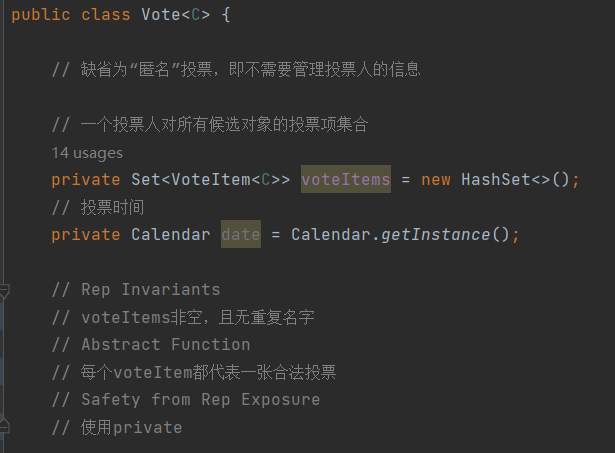 public class Vote<C> {
// 缺省为“匿名”投票，即不需要管理投票人的信息
// 一个投票人对所有候选对象的投票项集合
14 usages
private Set<VoteItem<C>> voteItems = new HashSet<>();
// 投票时间
private Calendar date = Calendar.getInstance();
// Rep Invariants
// voteItems非空，且无重复名字
// Abstract Function
// 每个voteItem都代表一张合法投票
// Safety from Rep Exposure
// 使用private